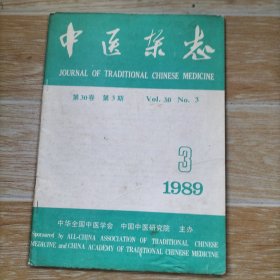 中医杂志
JOURNAL OF TRADITIONAL CHINESE MEDICINE
第30卷 第3期 Vol. 30 No. 3
3
1989
中华全国中医学会 中国中医研究院 主办
Sponsored by ALL-CHINA ASSOCIATION OF TRADITIONAL CHINESE
MEDICINE and CHINA ACADEMY OF TRADITIONAL CHINESE MEDICINE